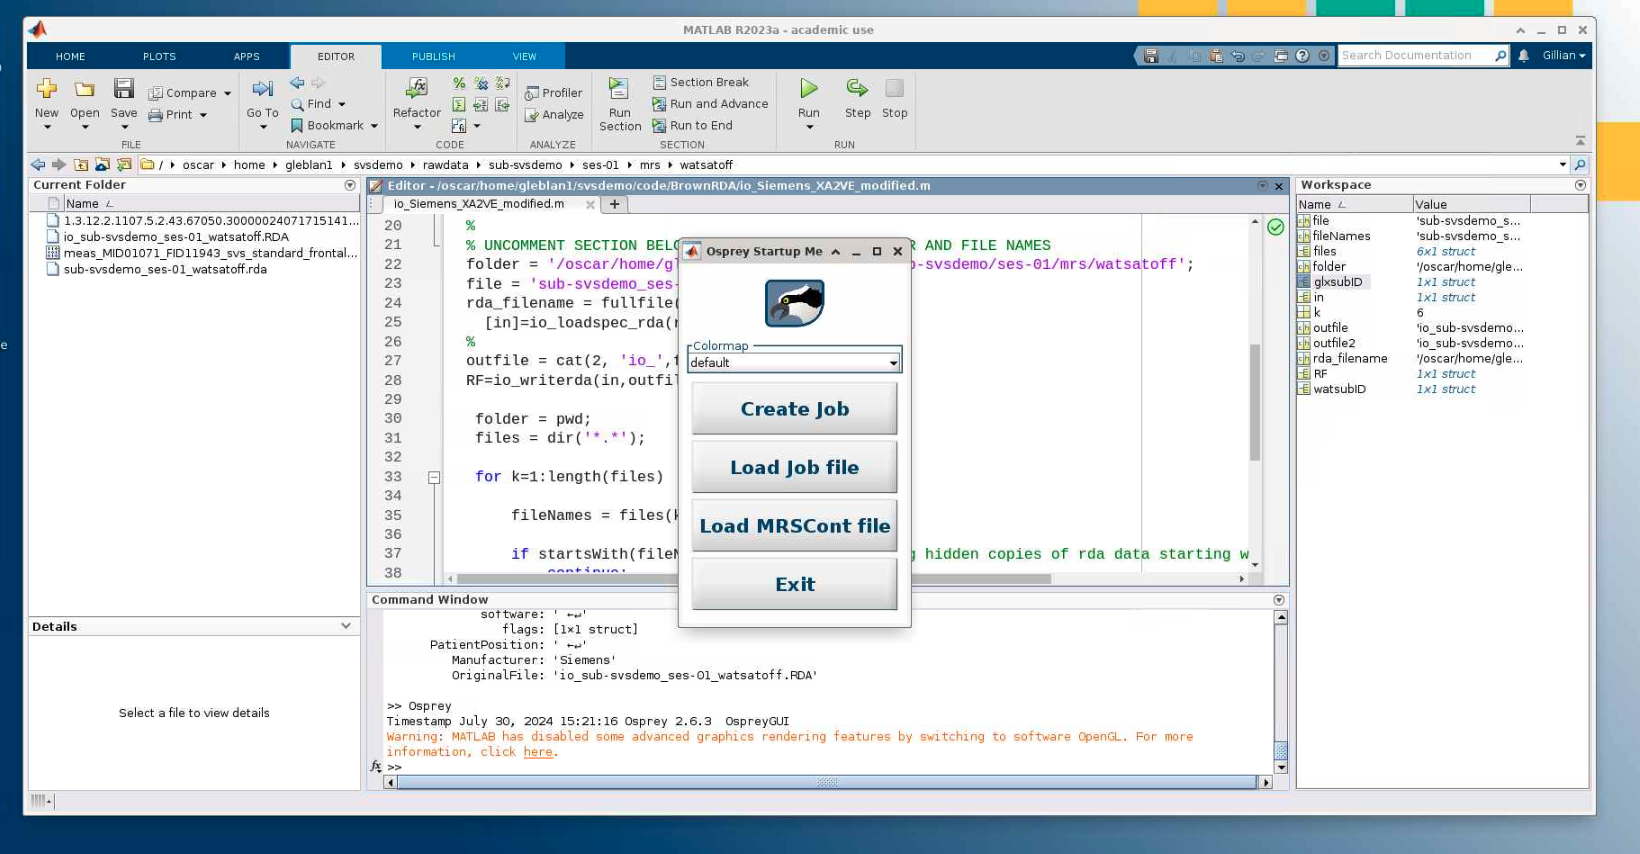 MATLAB R2023a - academic use
HOME PLOTS APPS EDITOR PUBLISH VIEW
Search Documentation
Gillian
New Open Save
Compare
Print
Go To
Find
Bookmark
Refactor
Profiler
Analyze
Run Section
Section Break
Run and Advance
Run to End
Run Step Stop
FILE NAVIGATE CODE ANALYZE SECTION RUN
/ oscar home gleblan1 svsdemo rawdata sub-svsdemo ses-01 mrs watsatoff
Current Folder
Name
1.3.12.2.1107.5.2.43.67050.30000024071715141...
io_sub-svsdemo_ses-01_watsatoff.RDA
meas_MID01071_FID11943_svs_standard_frontal...
sub-svsdemo_ses-01_watsatoff.rda
Details
Select a file to view details
Editor - /oscar/home/gleblan1/svsdemo/code/BrownRDA/io_Siemens_XA2VE_modified.m
io_Siemens_XA2VE_modified.m
20 %
21 % UNCOMMENT SECTION BELO R AND FILE NAMES
22 folder = '/oscar/home/gl b-svsdemo/ses-01/mrs/watsatoff';
23 file = 'sub-svsdemo_ses-
24 rda_filename = fullfile(
25 [in]=io_loadspec_rda(r
26 %
27 outfile = cat(2, 'io_',f
28 RF=io_writerda(in,outfil
29
30 folder = pwd;
31 files = dir('*.*');
32
33 for k=1:length(files)
34
35 fileNames = files(k
36
37 if startsWith(fileN g hidden copies of rda data starting w
38 continue;
Osprey Startup Me
Colormap
default
Create Job
Load Job file
Load MRSCont file
Exit
Command Window
software: ' ←↵'
flags: [1×1 struct]
PatientPosition: ' ←↵'
Manufacturer: 'Siemens'
OriginalFile: 'io_sub-svsdemo_ses-01_watsatoff.RDA'
>> Osprey
Timestamp July 30, 2024 15:21:16 Osprey 2.6.3 OspreyGUI
Warning: MATLAB has disabled some advanced graphics rendering features by switching to software OpenGL. For more
information, click here.
fx >>
Workspace
Name Value
file 'sub-svsdemo_s...
fileNames 'sub-svsdemo_s...
files 6x1 struct
folder '/oscar/home/gle...
glxsubID 1x1 struct
in 1x1 struct
k 6
outfile 'io_sub-svsdemo...
outfile2 'io_sub-svsdemo...
rda_filename '/oscar/home/gle...
RF 1x1 struct
watsubID 1x1 struct